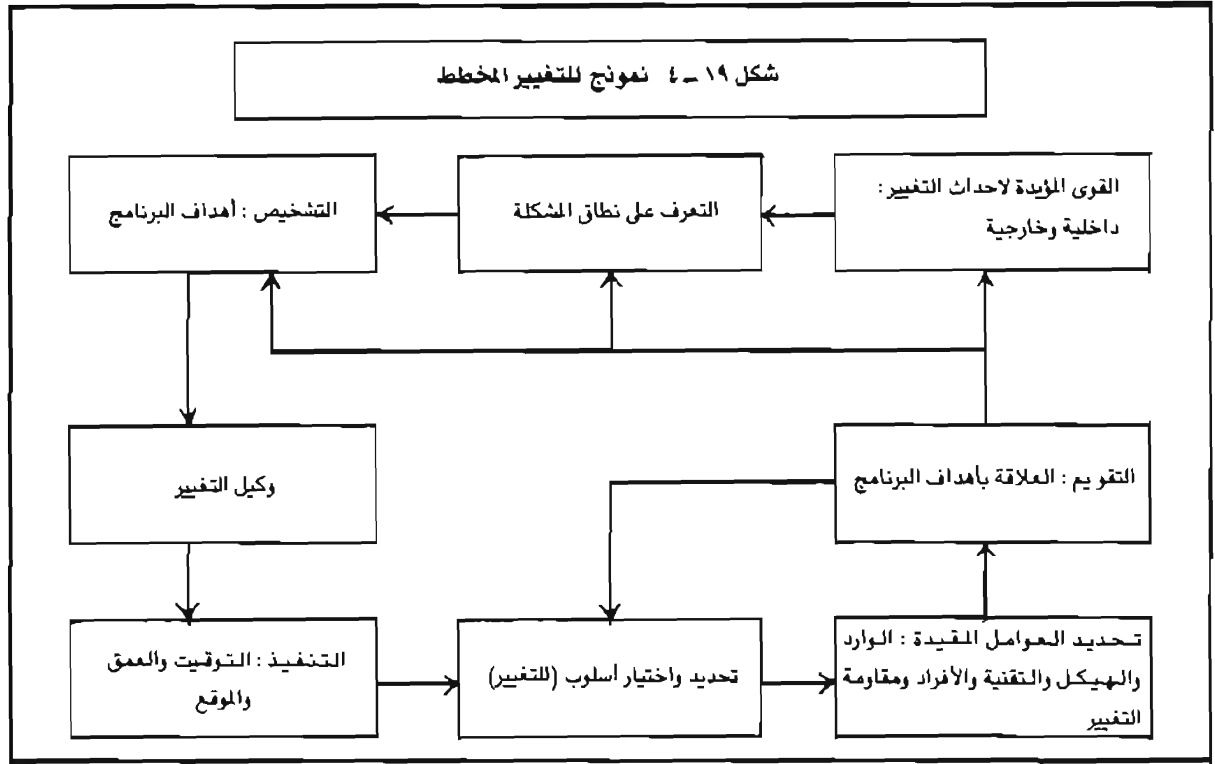 شكل ١٩ – ٤ نموذج للتغيير المخطط
القوى المؤيدة لاحداث التغيير :
داخلية وخارجية
التعرف على نطاق المشكلة
التشخيص : أهداف البرنامج
وكيل التغيير
التقويم : العلاقة بأهداف البرنامج
التنفيذ : التوقيت والعمق
والموقع
تحديد واختيار أسلوب (للتغيير)
تحديد العوامل المقيدة : الوارد
والهيكل والتقنية والأفراد ومقاومة
التغيير